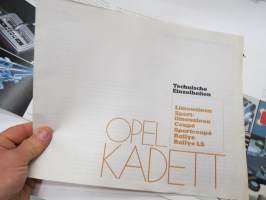 Technische
Einzelheiten
Limousinen
Sport-
limousinen
Coupé
Sportcoupé
Rallye
Rallye LS
OPEL
KADETT